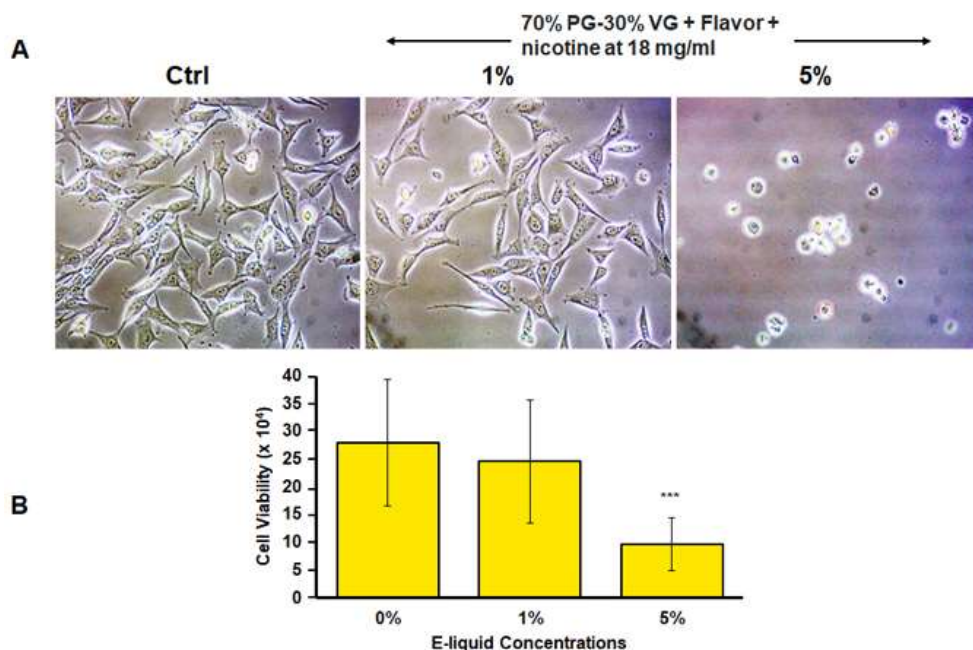 70% PG-30% VG + Flavor +
nicotine at 18 mg/ml
A
Ctrl
1%
5%
B
Cell Viability (x 10⁴)
40
35
30
25
20
15
10
5
0
***
0%
1%
5%
E-liquid Concentrations